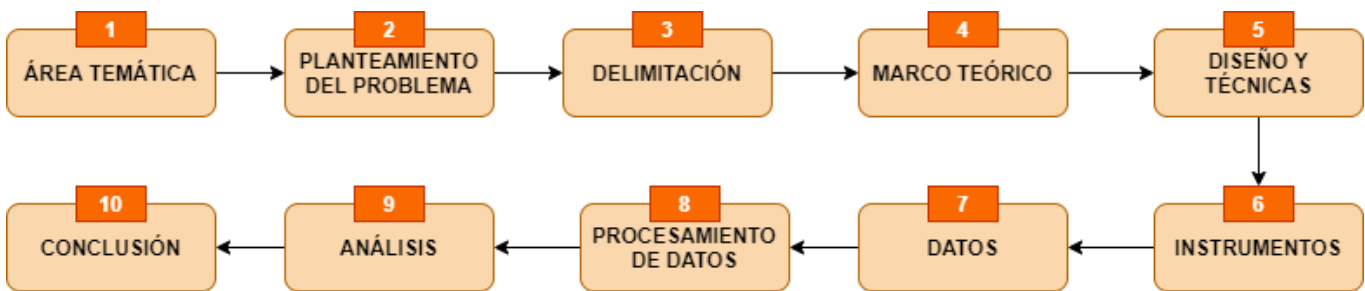 1
ÁREA TEMÁTICA
2
PLANTEAMIENTO
DEL PROBLEMA
3
DELIMITACIÓN
4
MARCO TEÓRICO
5
DISEÑO Y
TÉCNICAS
6
INSTRUMENTOS
7
DATOS
8
PROCESAMIENTO
DE DATOS
9
ANÁLISIS
10
CONCLUSIÓN